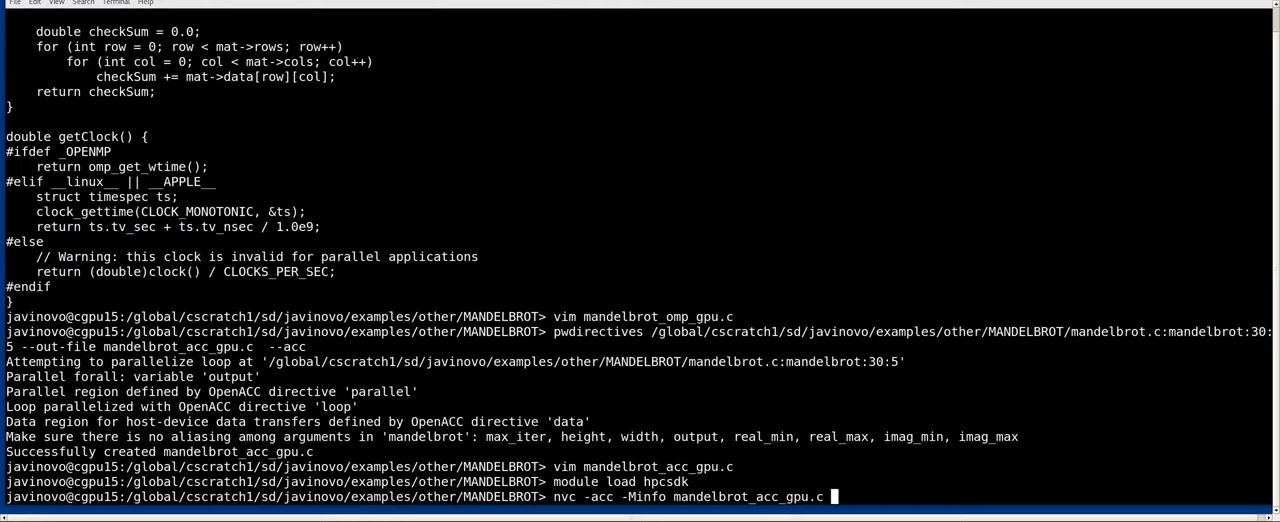 File Edit View Search Terminal Help
    double checkSum = 0.0;
    for (int row = 0; row < mat->rows; row++)
        for (int col = 0; col < mat->cols; col++)
            checkSum += mat->data[row][col];
    return checkSum;
}
double getClock() {
#ifdef _OPENMP
    return omp_get_wtime();
#elif __linux__ || __APPLE__
    struct timespec ts;
    clock_gettime(CLOCK_MONOTONIC, &ts);
    return ts.tv_sec + ts.tv_nsec / 1.0e9;
#else
    // Warning: this clock is invalid for parallel applications
    return (double)clock() / CLOCKS_PER_SEC;
#endif
}
javinovo@cgpu15:/global/cscratch1/sd/javinovo/examples/other/MANDELBROT> vim mandelbrot_omp_gpu.c
javinovo@cgpu15:/global/cscratch1/sd/javinovo/examples/other/MANDELBROT> pwdirectives /global/cscratch1/sd/javinovo/examples/other/MANDELBROT/mandelbrot.c:mandelbrot:30:
5 --out-file mandelbrot_acc_gpu.c  --acc
Attempting to parallelize loop at '/global/cscratch1/sd/javinovo/examples/other/MANDELBROT/mandelbrot.c:mandelbrot:30:5'
Parallel forall: variable 'output'
Parallel region defined by OpenACC directive 'parallel'
Loop parallelized with OpenACC directive 'loop'
Data region for host-device data transfers defined by OpenACC directive 'data'
Make sure there is no aliasing among arguments in 'mandelbrot': max_iter, height, width, output, real_min, real_max, imag_min, imag_max
Successfully created mandelbrot_acc_gpu.c
javinovo@cgpu15:/global/cscratch1/sd/javinovo/examples/other/MANDELBROT> vim mandelbrot_acc_gpu.c
javinovo@cgpu15:/global/cscratch1/sd/javinovo/examples/other/MANDELBROT> module load hpcsdk
javinovo@cgpu15:/global/cscratch1/sd/javinovo/examples/other/MANDELBROT> nvc -acc -Minfo mandelbrot_acc_gpu.c